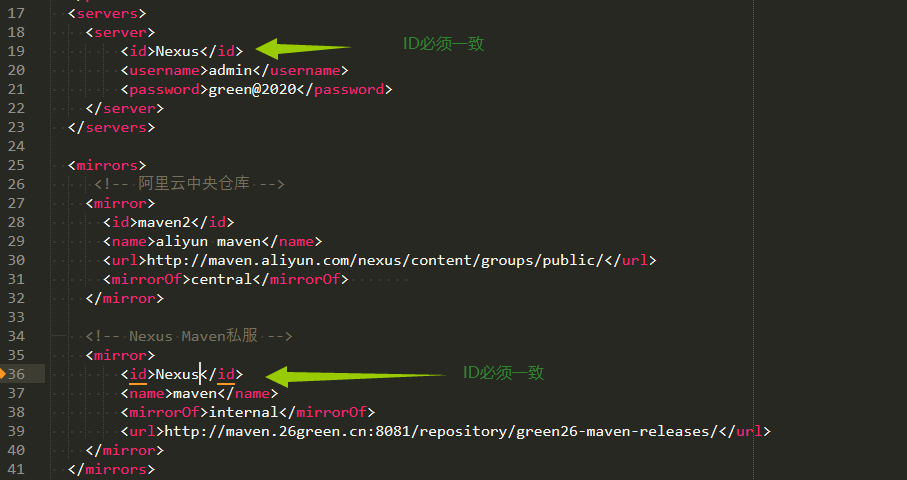 17 <servers>
18 <server>
19 <id>Nexus</id> ID必须一致
20 <username>admin</username>
21 <password>green@2020</password>
22 </server>
23 </servers>
24
25 <mirrors>
26 <!-- 阿里云中央仓库 -->
27 <mirror>
28 <id>maven2</id>
29 <name>aliyun maven</name>
30 <url>http://maven.aliyun.com/nexus/content/groups/public/</url>
31 <mirrorOf>central</mirrorOf>
32 </mirror>
33
34 <!-- Nexus Maven私服 -->
35 <mirror>
36 <id>Nexus</id> ID必须一致
37 <name>maven</name>
38 <mirrorOf>internal</mirrorOf>
39 <url>http://maven.26green.cn:8081/repository/green26-maven-releases/</url>
40 </mirror>
41 </mirrors>